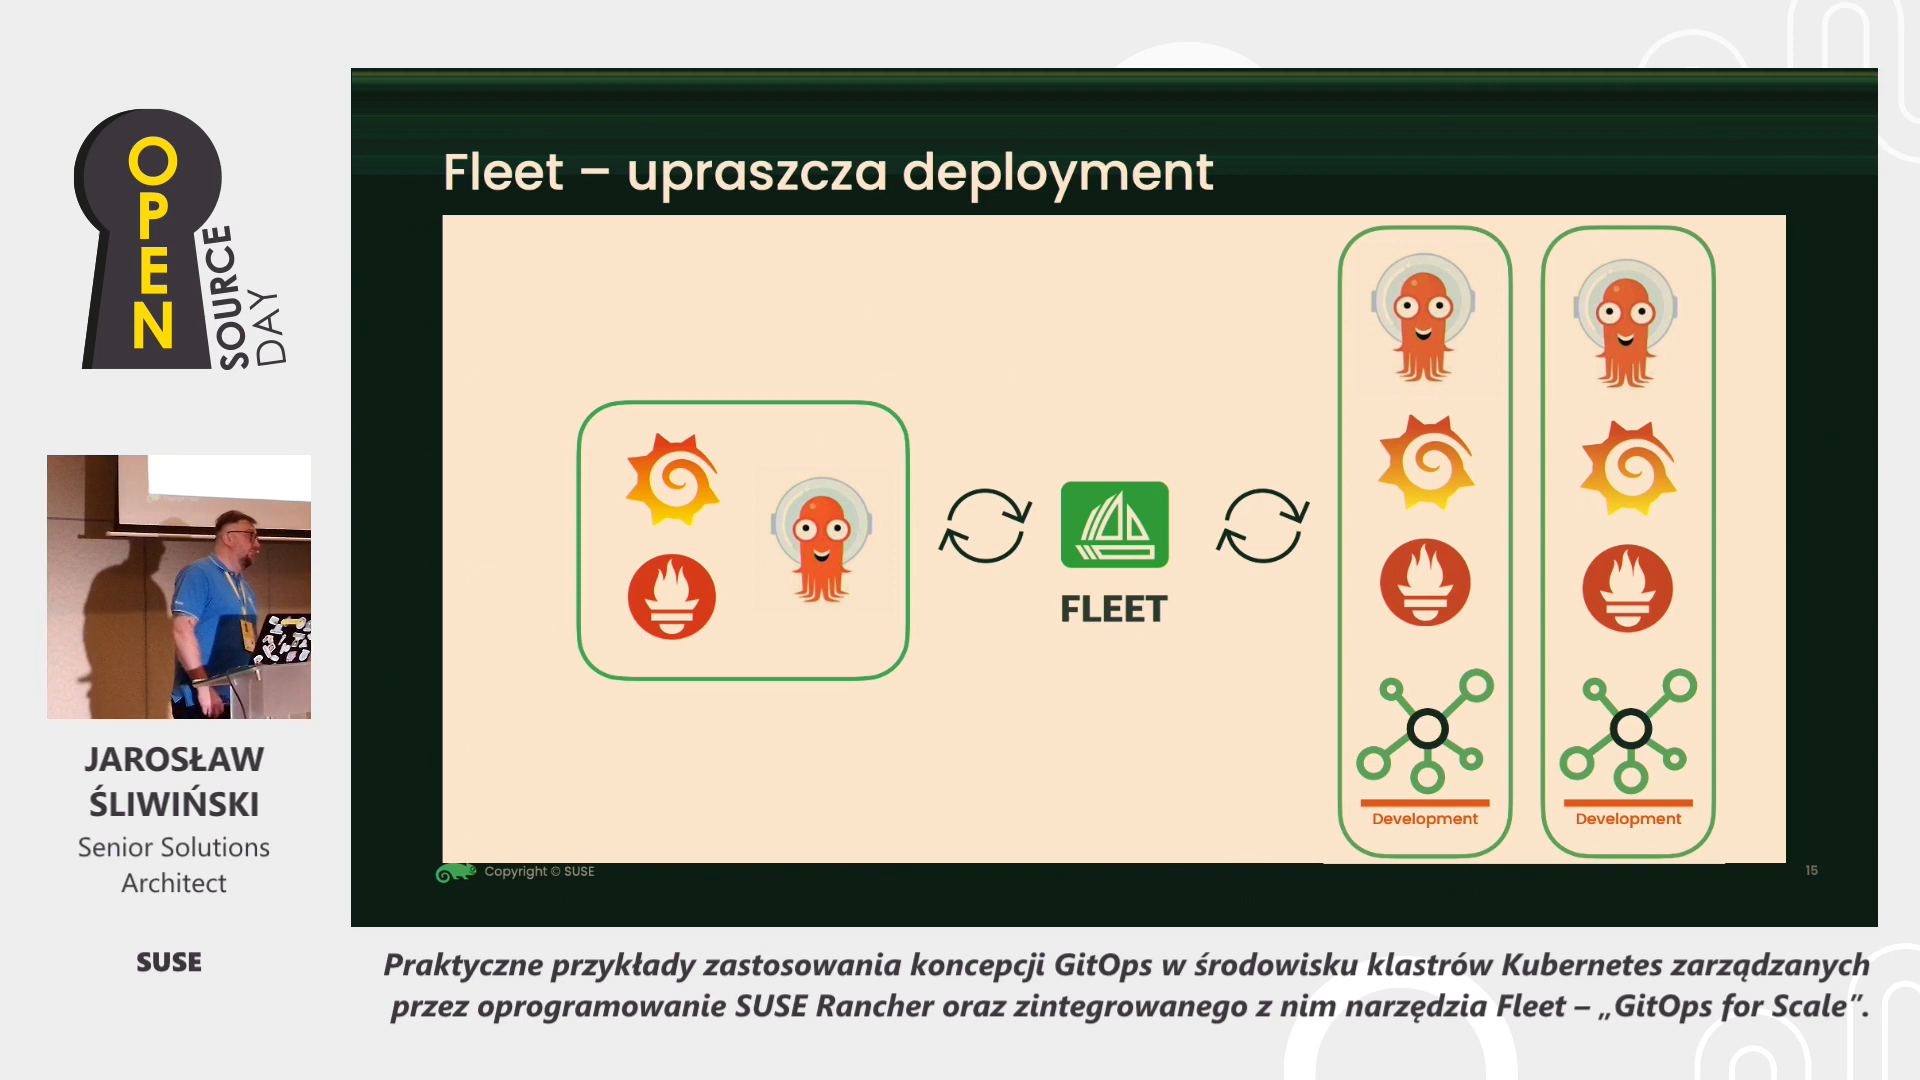 OPEN
SOURCE
DAY
JAROSŁAW
ŚLIWIŃSKI
Senior Solutions
Architect
SUSE
Fleet – upraszcza deployment
FLEET
Development
Development
Copyright © SUSE
15
Praktyczne przykłady zastosowania koncepcji GitOps w środowisku klastrów Kubernetes zarządzanych
przez oprogramowanie SUSE Rancher oraz zintegrowanego z nim narzędzia Fleet – „GitOps for Scale”.